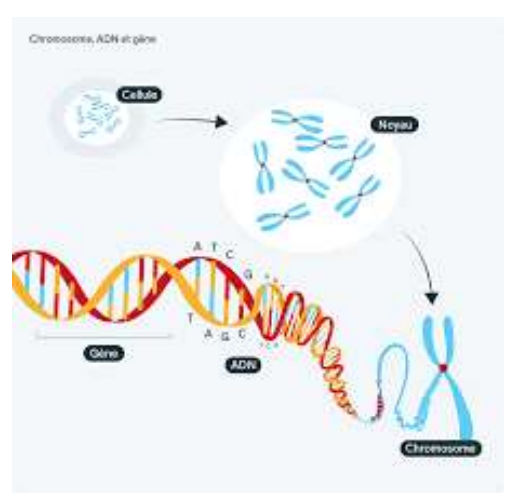 Chromosome, ADN et gène
Cellule
Noyau
A T C G
T A G C
Gène
ADN
Chromosome